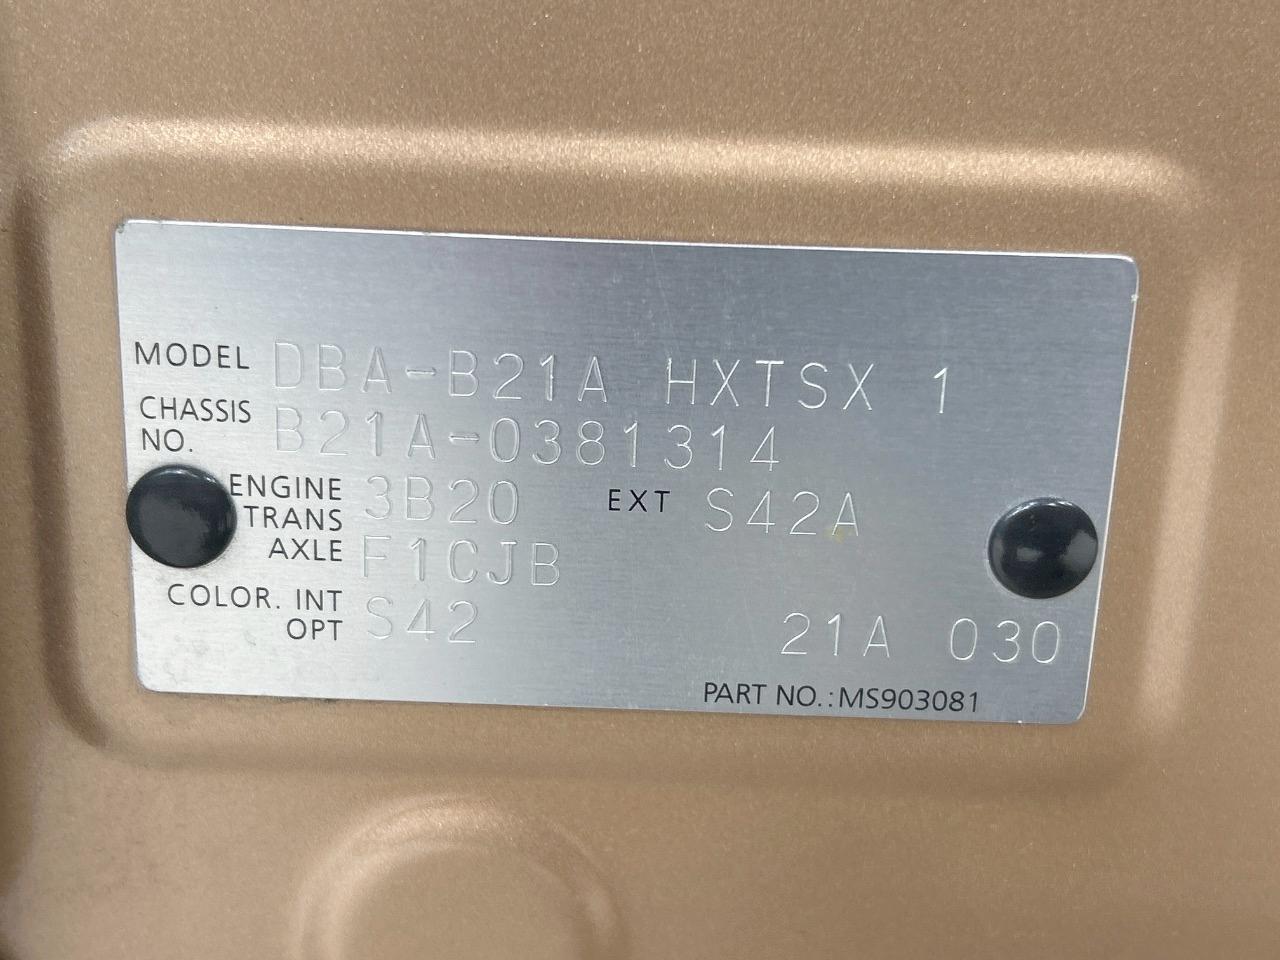 MODEL DBA-B21A HXTSX 1
CHASSIS NO. B21A-0381314
ENGINE 3B20 EXT S42A
TRANS AXLE F1CJB
COLOR. INT OPT S42 21A 030
PART NO.:MS903081